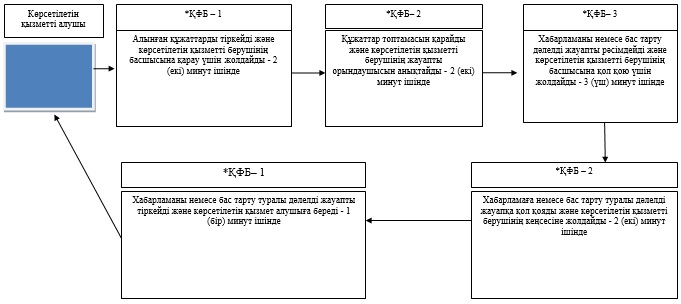 Көрсетілетін
қызметті алушы
*ҚФБ – 1
Алынған құжаттарды тіркейді және
көрсетілетін қызметті берушінің
басшысына қарау үшін жолдайды - 2
(екі) минут ішінде
*ҚФБ– 2
Құжаттар топтамасын қарайды
және көрсетілетін қызметті
берушінің жауапты
орындаушысын анықтайды - 2 (екі)
минут ішінде
*ҚФБ– 3
Хабарламаны немесе бас тарту
дәлелді жауапты рәсімдейді және
көрсетілетін қызметті берушінің
басшысына қол қою үшін
жолдайды - 3 (үш) минут ішінде
*ҚФБ– 1
Хабарламаны немесе бас тарту туралы дәлелді жауапты
тіркейді және көрсетілетін қызмет алушыға береді - 1
(бір) минут ішінде
*ҚФБ – 2
Хабарламаға немесе бас тарту туралы дәлелді
жауапқа қол қояды және көрсетілетін қызметті
берушінің кеңсесіне жолдайды - 2 (екі) минут
ішінде